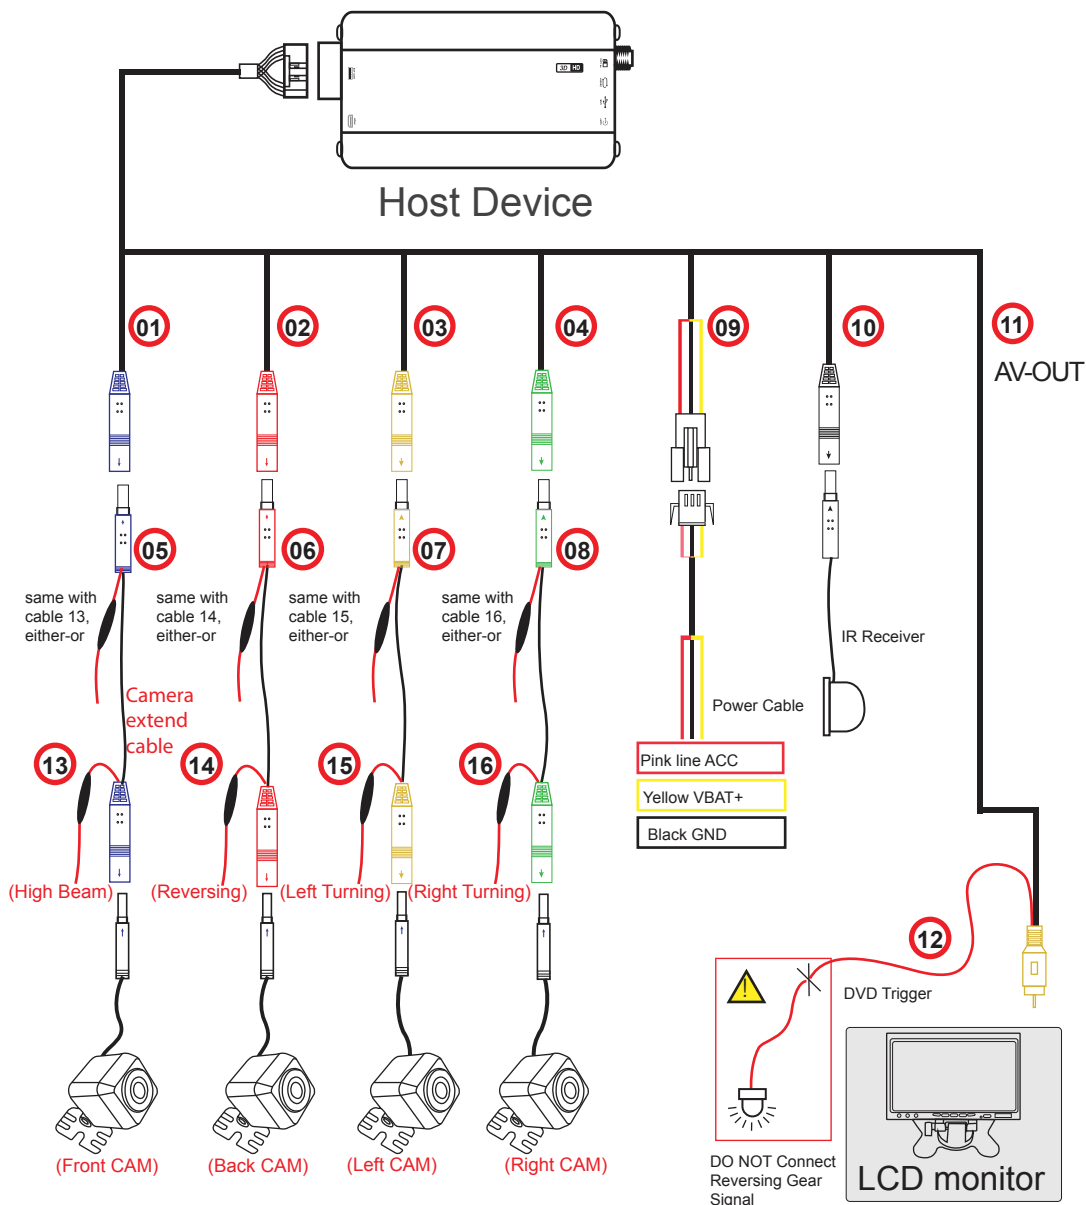 3D HD
Host Device
01
02
03
04
09
10
11
AV-OUT
05
06
07
08
same with
cable 13,
either-or
same with
cable 14,
either-or
same with
cable 15,
either-or
same with
cable 16,
either-or
IR Receiver
Camera
extend
cable
Power Cable
13
14
15
16
Pink line ACC
Yellow VBAT+
Black GND
(High Beam)
(Reversing)
(Left Turning)
(Right Turning)
12
DVD Trigger
(Front CAM)
(Back CAM)
(Left CAM)
(Right CAM)
DO NOT Connect
Reversing Gear
Signal
LCD monitor